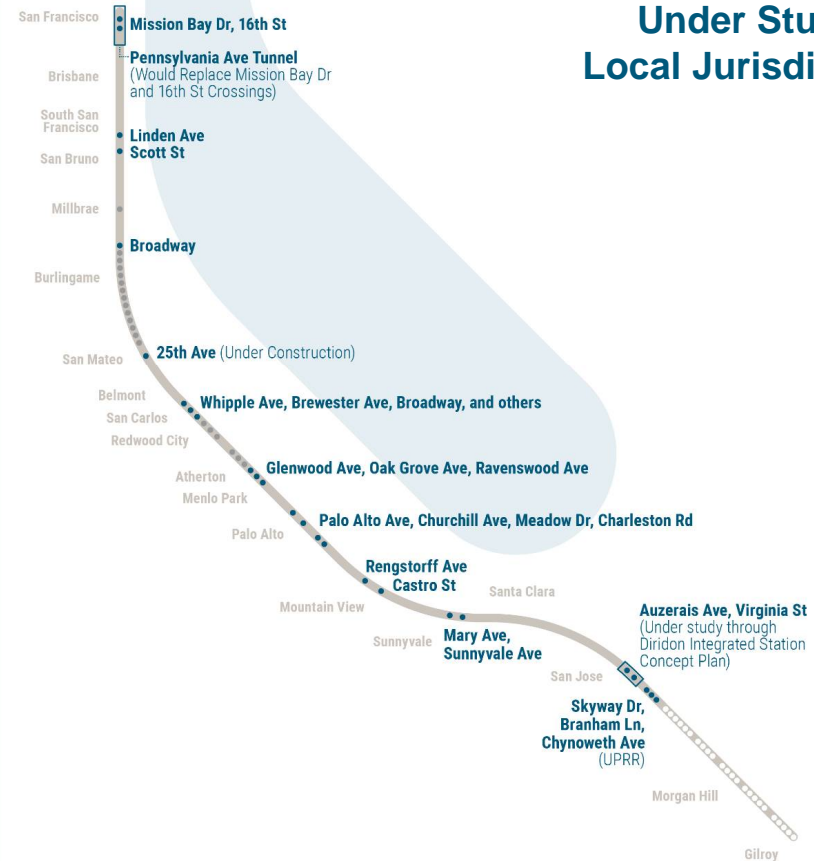 Under Stu
Local Jurisdi
San Francisco
Mission Bay Dr, 16th St
Pennsylvania Ave Tunnel
(Would Replace Mission Bay Dr
and 16th St Crossings)
Brisbane
South San
Francisco
Linden Ave
Scott St
San Bruno
Millbrae
Broadway
Burlingame
25th Ave (Under Construction)
San Mateo
Belmont
Whipple Ave, Brewester Ave, Broadway, and others
San Carlos
Redwood City
Glenwood Ave, Oak Grove Ave, Ravenswood Ave
Atherton
Menlo Park
Palo Alto Ave, Churchill Ave, Meadow Dr, Charleston Rd
Palo Alto
Rengstorff Ave
Castro St
Santa Clara
Mountain View
Mary Ave,
Sunnyvale Ave
Sunnyvale
Auzerais Ave, Virginia St
(Under study through
Diridon Integrated Station
Concept Plan)
San Jose
Skyway Dr,
Branham Ln,
Chynoweth Ave
(UPRR)
Morgan Hill
Gilroy